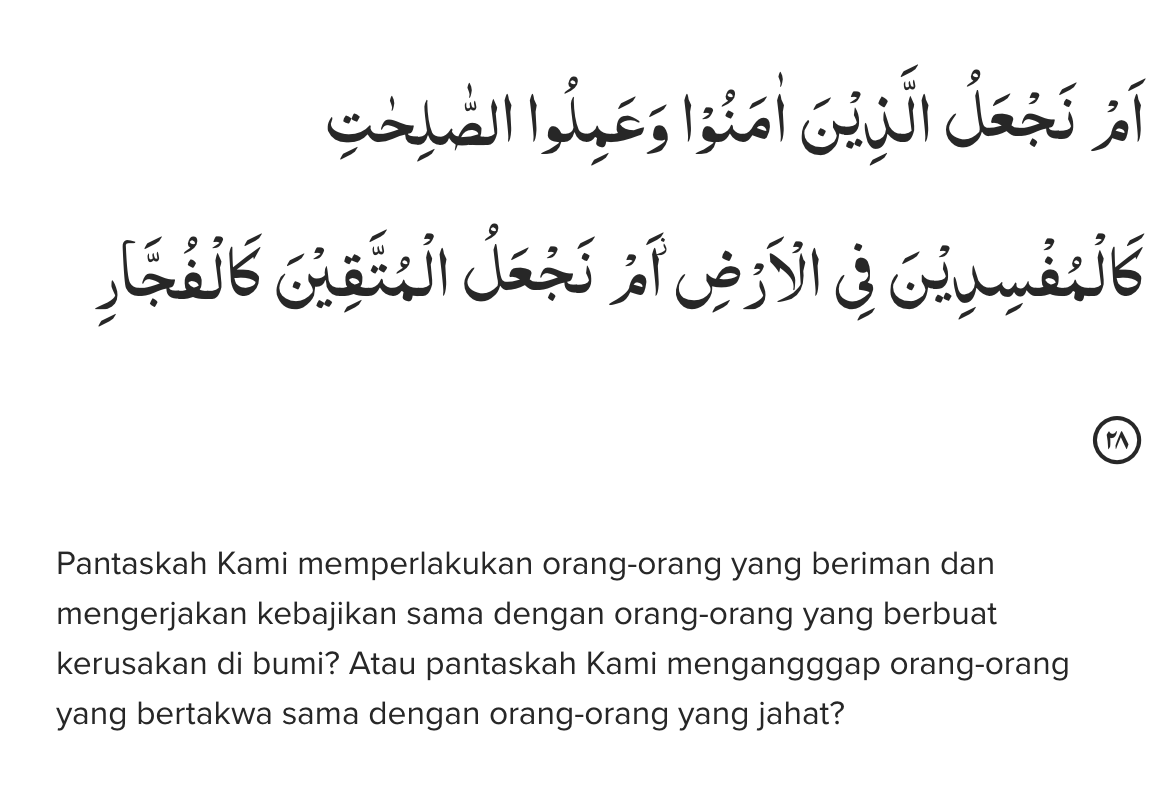 اَمْ نَجْعَلُ الَّذِيْنَ اٰمَنُوْا وَعَمِلُوا الصّٰلِحٰتِ
كَالْمُفْسِدِيْنَ فِى الْاَرْضِۖ اَمْ نَجْعَلُ الْمُتَّقِيْنَ كَالْفُجَّارِ
٢٨
Pantaskah Kami memperlakukan orang-orang yang beriman dan
mengerjakan kebajikan sama dengan orang-orang yang berbuat
kerusakan di bumi? Atau pantaskah Kami mengangggap orang-orang
yang bertakwa sama dengan orang-orang yang jahat?